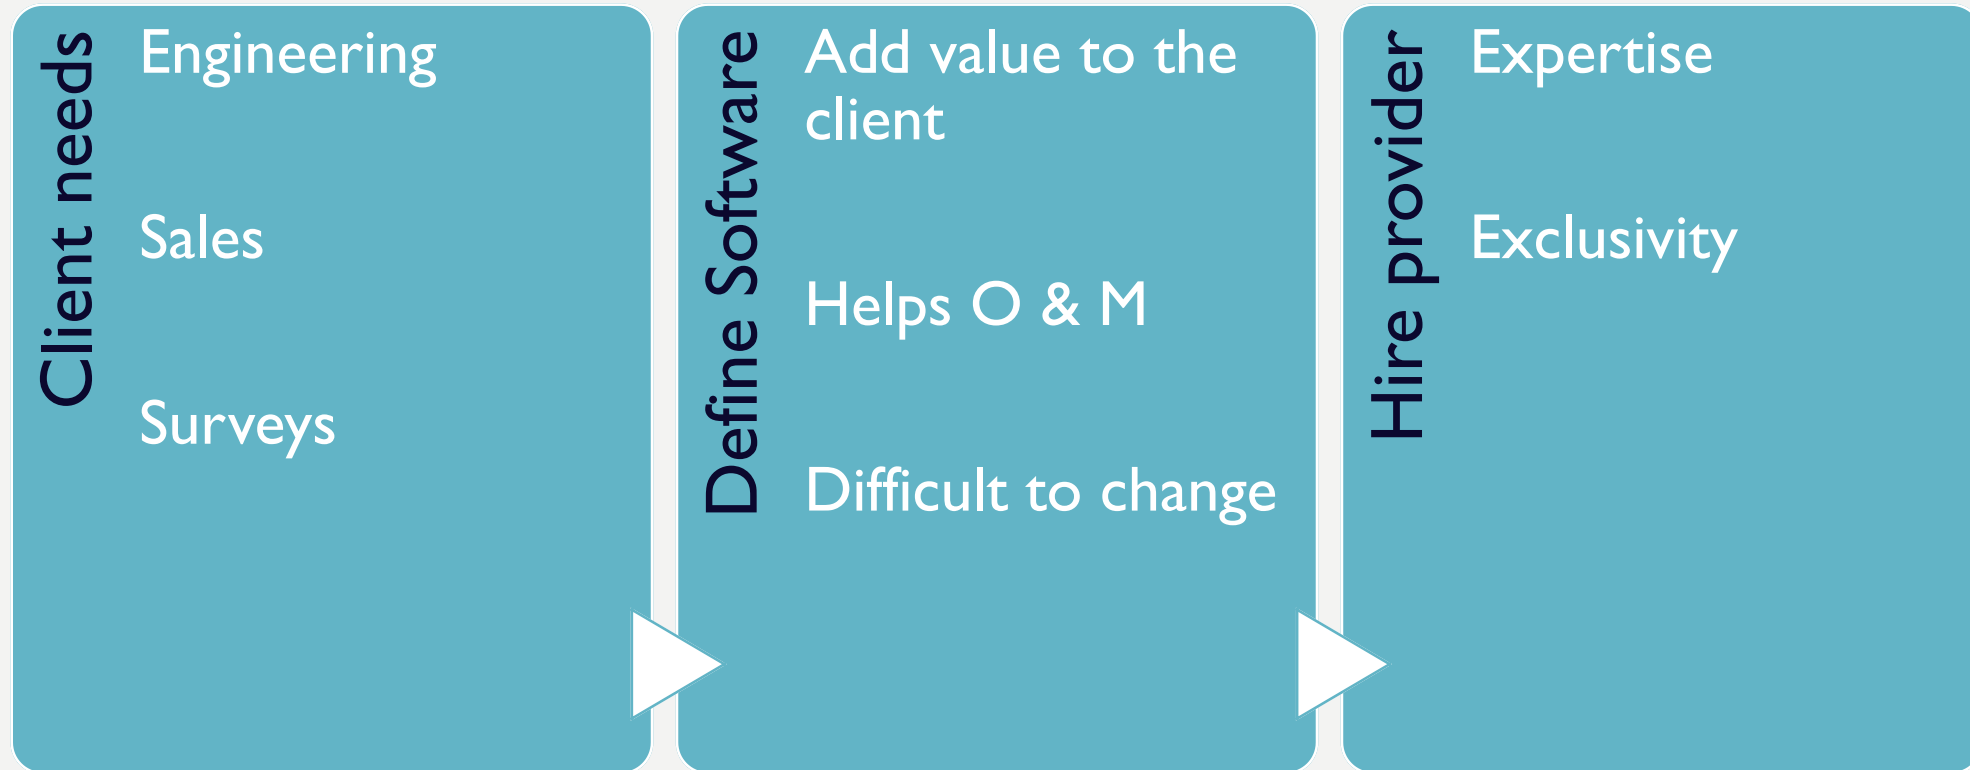 Client needs
Engineering
Sales
Surveys
Define Software
Add value to the
client
Helps O & M
Difficult to change
Hire provider
Expertise
Exclusivity